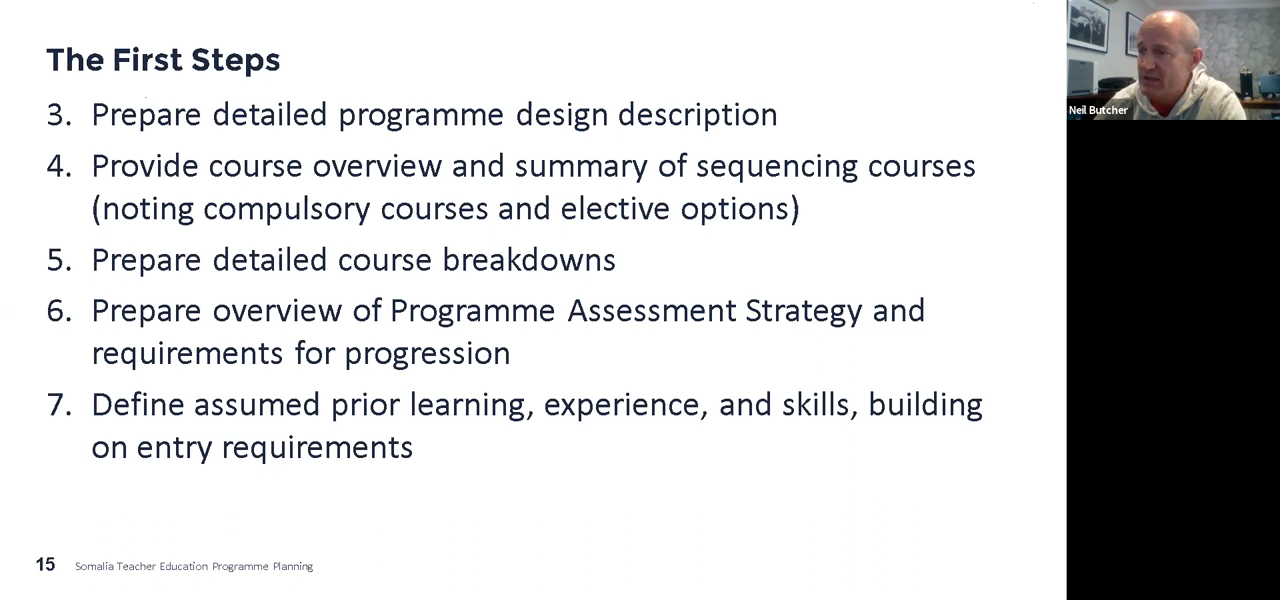 The First Steps
3. Prepare detailed programme design description
4. Provide course overview and summary of sequencing courses
(noting compulsory courses and elective options)
5. Prepare detailed course breakdowns
6. Prepare overview of Programme Assessment Strategy and
requirements for progression
7. Define assumed prior learning, experience, and skills, building
on entry requirements
15 Somalia Teacher Education Programme Planning
Neil Butcher